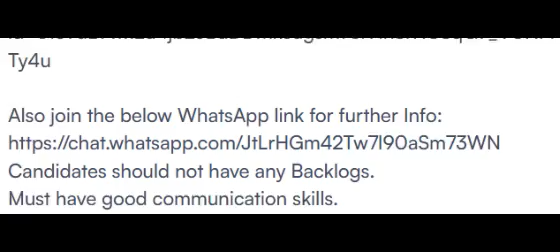 Ty4u
Also join the below WhatsApp link for further Info:
https://chat.whatsapp.com/JtLrHGm42Tw7l90aSm73WN
Candidates should not have any Backlogs.
Must have good communication skills.